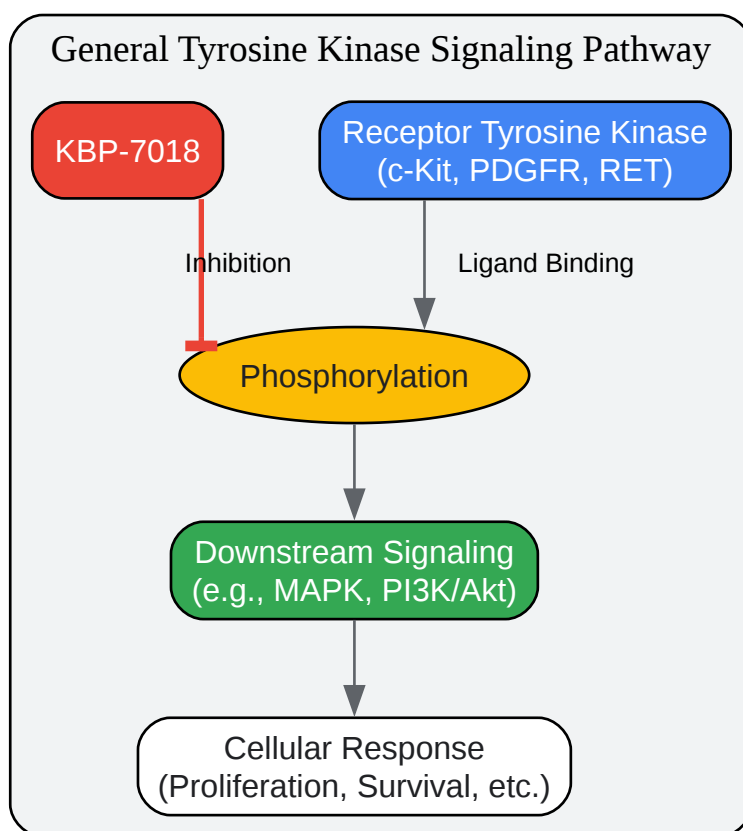 General Tyrosine Kinase Signaling Pathway
KBP-7018
Receptor Tyrosine Kinase
(c-Kit, PDGFR, RET)
Inhibition
Ligand Binding
Phosphorylation
Downstream Signaling
(e.g., MAPK, PI3K/Akt)
Cellular Response
(Proliferation, Survival, etc.)